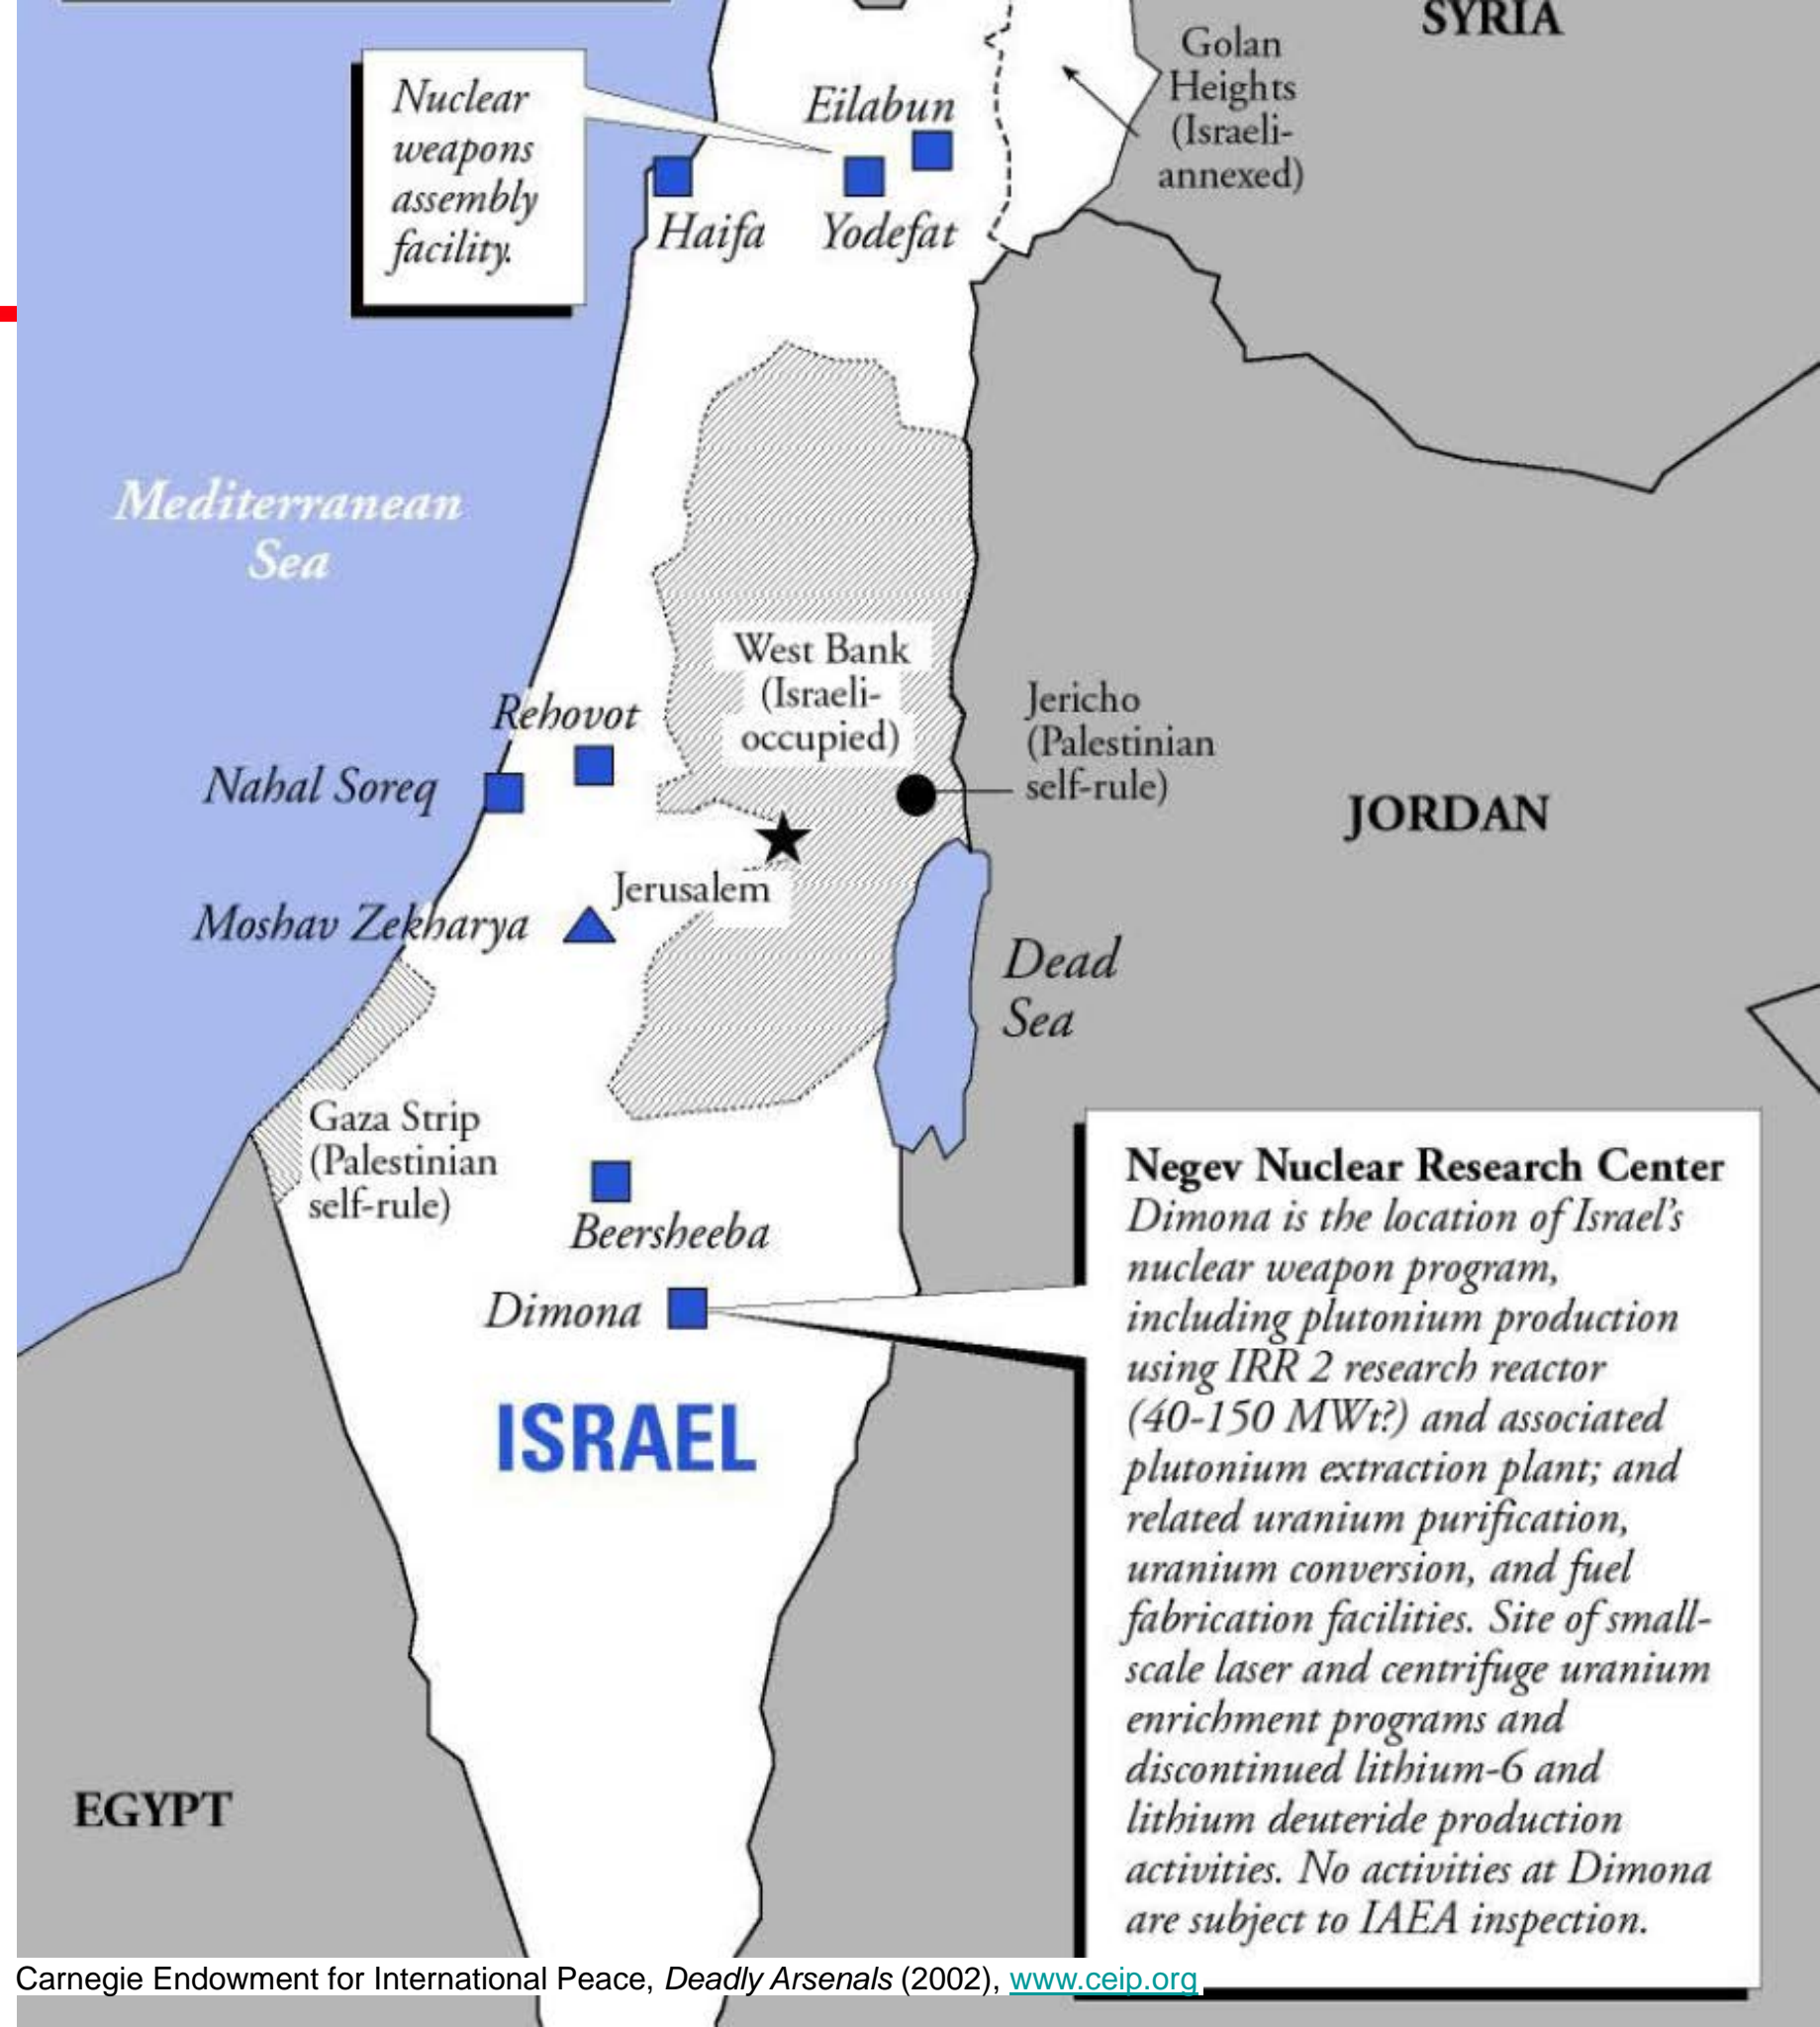 SYRIA
Golan
Heights
(Israeli-
annexed)
Nuclear
weapons
assembly
facility.
Eilabun
Haifa
Yodefat
Mediterranean
Sea
West Bank
(Israeli-
occupied)
Jericho
(Palestinian
self-rule)
JORDAN
Rehovot
Nahal Soreq
Jerusalem
Moshav Zekharya
Dead
Sea
Gaza Strip
(Palestinian
self-rule)
Beersheeba
Dimona
ISRAEL
EGYPT
Negev Nuclear Research Center
Dimona is the location of Israel's
nuclear weapon program,
including plutonium production
using IRR 2 research reactor
(40-150 MWt?) and associated
plutonium extraction plant; and
related uranium purification,
uranium conversion, and fuel
fabrication facilities. Site of small-
scale laser and centrifuge uranium
enrichment programs and
discontinued lithium-6 and
lithium deuteride production
activities. No activities at Dimona
are subject to IAEA inspection.
Carnegie Endowment for International Peace, Deadly Arsenals (2002), www.ceip.org